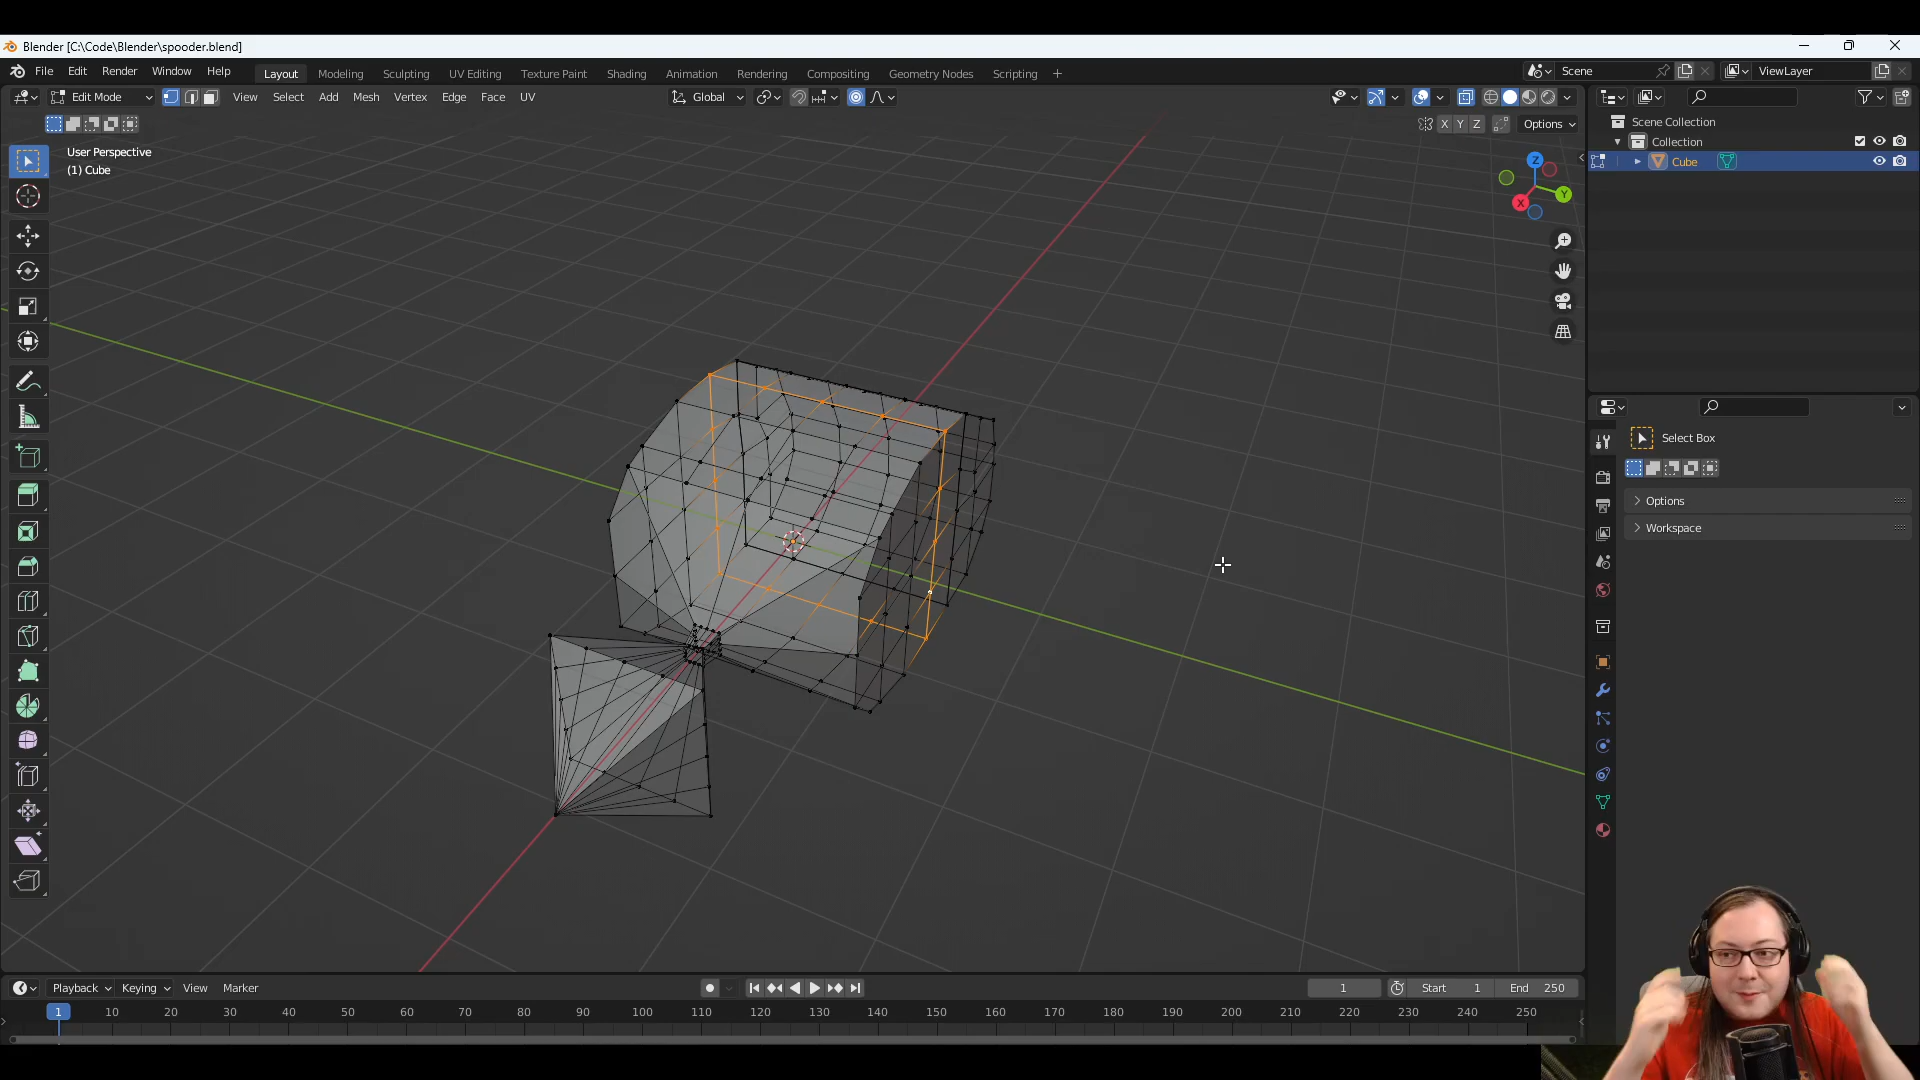 Blender [C:\Code\Blender\spooder.blend]
File Edit Render Window Help Layout Modeling Sculpting UV Editing Texture Paint Shading Animation Rendering Compositing Geometry Nodes Scripting + Scene ViewLayer
Edit Mode View Select Add Mesh Vertex Edge Face UV Global
Scene Collection
X Y Z Options
Collection
User Perspective
(1) Cube
Cube
Z
Y
X
Select Box
Options
Workspace
Playback Keying View Marker 1 Start 1 End 250
1 10 20 30 40 50 60 70 80 90 100 110 120 130 140 150 160 170 180 190 200 210 220 230 240 250